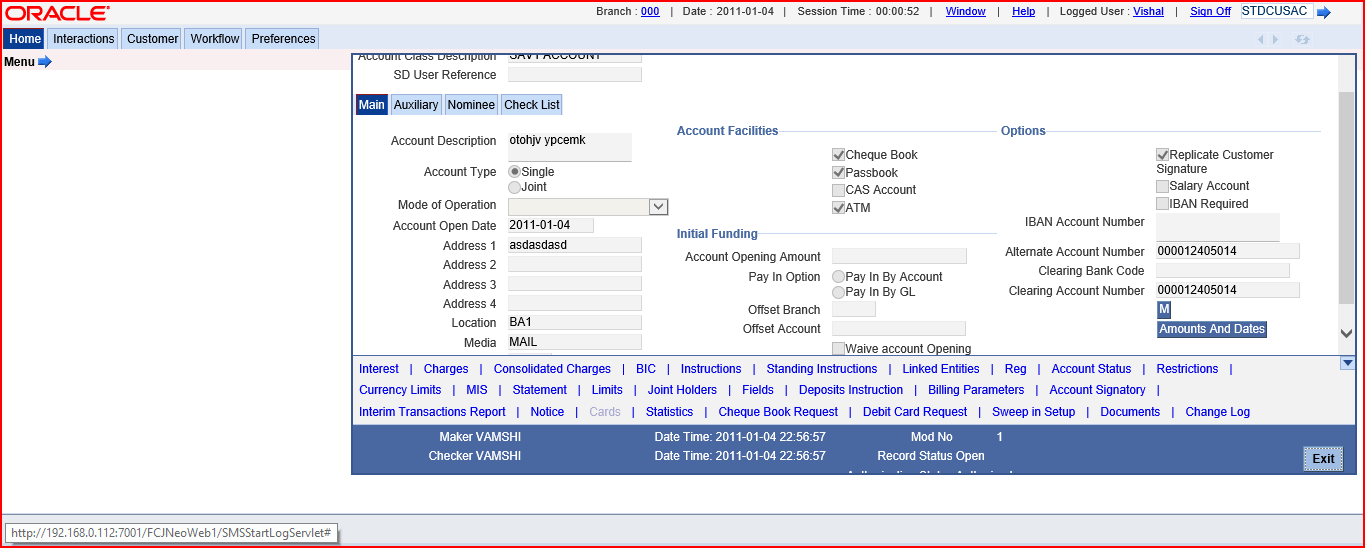 ORACLE
Branch : 000 | Date : 2011-01-04 | Session Time : 00:00:52 | Window | Help | Logged User : Vishal | Sign Off STDCUSAC
Home Interactions Customer Workflow Preferences
Menu
Account Class Description SAVT ACCOUNT
SD User Reference
Main Auxiliary Nominee Check List
Account Description otohjv ypcemk
Account Type Single
Joint
Mode of Operation
Account Open Date 2011-01-04
Address 1 asdasdasd
Address 2
Address 3
Address 4
Location BA1
Media MAIL
Account Facilities
Cheque Book
Passbook
CAS Account
ATM
Initial Funding
Account Opening Amount
Pay In Option Pay In By Account
Pay In By GL
Offset Branch
Offset Account
Waive account Opening
Options
Replicate Customer
Signature
Salary Account
IBAN Required
IBAN Account Number
Alternate Account Number 000012405014
Clearing Bank Code
Clearing Account Number 000012405014
M
Amounts And Dates
Interest | Charges | Consolidated Charges | BIC | Instructions | Standing Instructions | Linked Entities | Reg | Account Status | Restrictions |
Currency Limits | MIS | Statement | Limits | Joint Holders | Fields | Deposits Instruction | Billing Parameters | Account Signatory |
Interim Transactions Report | Notice | Cards | Statistics | Cheque Book Request | Debit Card Request | Sweep in Setup | Documents | Change Log
Maker VAMSHI Date Time: 2011-01-04 22:56:57 Mod No 1
Checker VAMSHI Date Time: 2011-01-04 22:56:57 Record Status Open
Exit
http://192.168.0.112:7001/FCJNeoWeb1/SMSStartLogServlet#